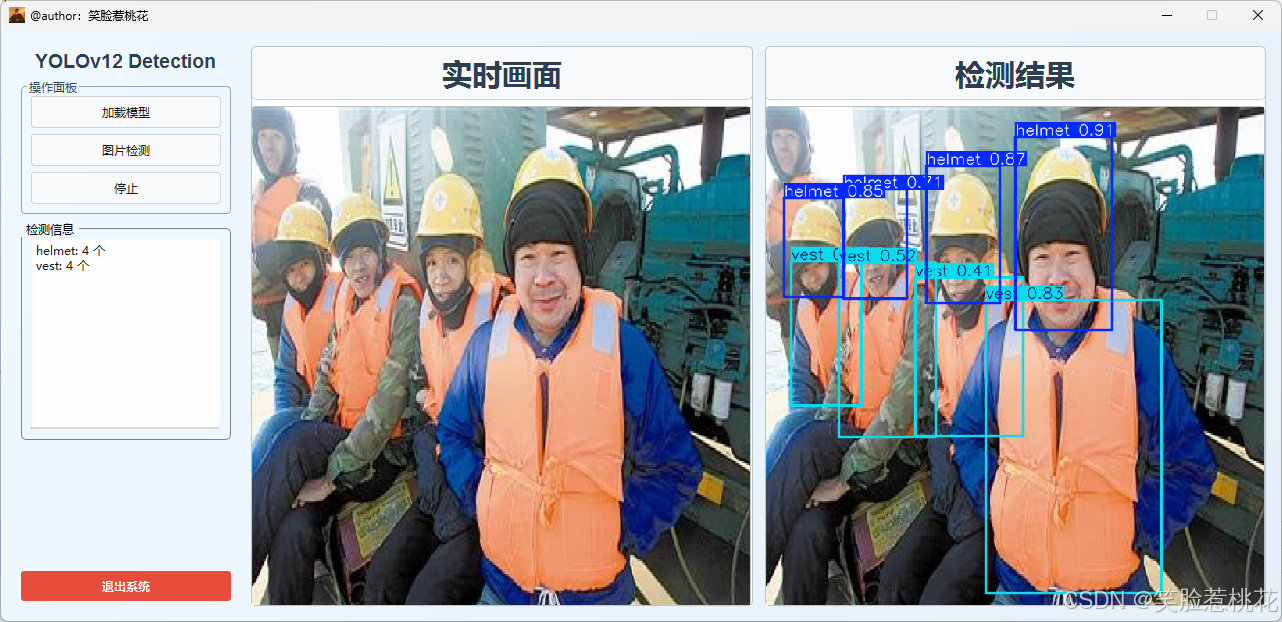 @author：笑脸惹桃花
YOLOv12 Detection
操作面板
加载模型
图片检测
停止
检测信息
helmet: 4 个
vest: 4 个
退出系统
实时画面
检测结果
helmet 0.91
helmet 0.87
helmet 0.71
helmet 0.85
vest
vest 0.52
vest 0.41
vest 0.83
CSDN @笑脸惹桃花